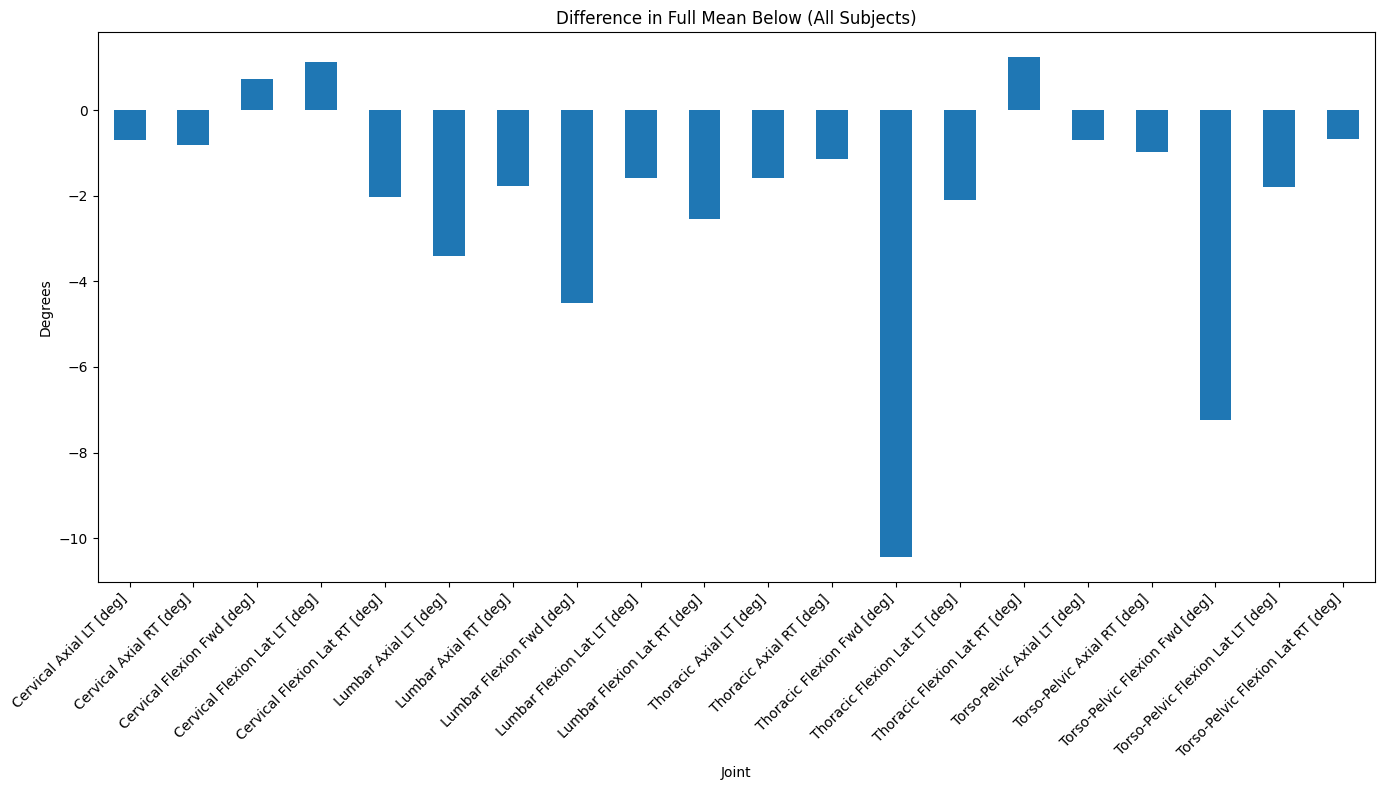 Difference in Full Mean Below (All Subjects)
0
−2
−4
−6
−8
−10
Degrees
Cervical Axial LT [deg]
Cervical Axial RT [deg]
Cervical Flexion Fwd [deg]
Cervical Flexion Lat LT [deg]
Cervical Flexion Lat RT [deg]
Lumbar Axial LT [deg]
Lumbar Axial RT [deg]
Lumbar Flexion Fwd [deg]
Lumbar Flexion Lat LT [deg]
Lumbar Flexion Lat RT [deg]
Thoracic Axial LT [deg]
Thoracic Axial RT [deg]
Thoracic Flexion Fwd [deg]
Thoracic Flexion Lat LT [deg]
Thoracic Flexion Lat RT [deg]
Torso-Pelvic Axial LT [deg]
Torso-Pelvic Axial RT [deg]
Torso-Pelvic Flexion Fwd [deg]
Torso-Pelvic Flexion Lat LT [deg]
Torso-Pelvic Flexion Lat RT [deg]
Joint